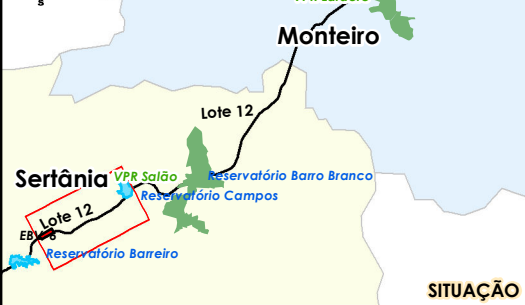 Monteiro
Lote 12
Sertânia
VPR Salão
Reservatório Barro Branco
Reservatório Campos
Lote 12
Reservatório Barreiro
SITUAÇÃO